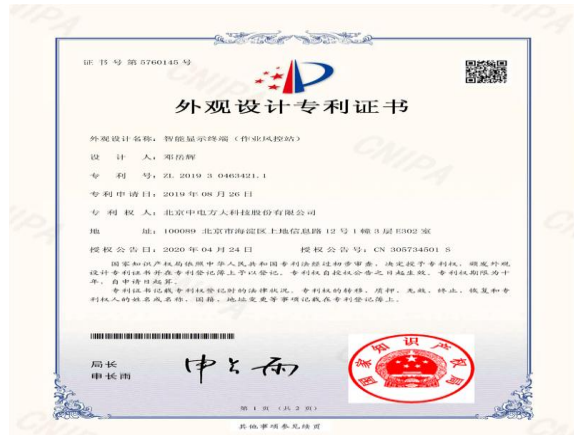 证书号第5760145号
外观设计专利证书
外观设计名称：智能显示终端（作业风控站）
设计人：邓岳辉
专利号：ZL 2019 3 0463421.1
专利申请日：2019年08月26日
专利权人：北京中电方大科技股份有限公司
地址：100089 北京市海淀区上地信息路12号1幢3层E302室
授权公告日：2020年04月24日 授权公告号：CN 305734501 S
国家知识产权局依照中华人民共和国专利法经过初步审查，决定授予专利权，颁发外观
设计专利证书并在专利登记簿上予以登记。专利权自授权公告之日起生效。专利权期限为十
年，自申请日起算。
专利证书记载专利权登记时的法律状况。专利权的转移、质押、无效、终止、恢复和专
利权人的姓名或名称、国籍、地址变更等事项记载在专利登记簿上。
局长
申长雨
申长雨
国家知识产权局
第 1 页 （共 2 页）
其他事项参见续页
CNIPA